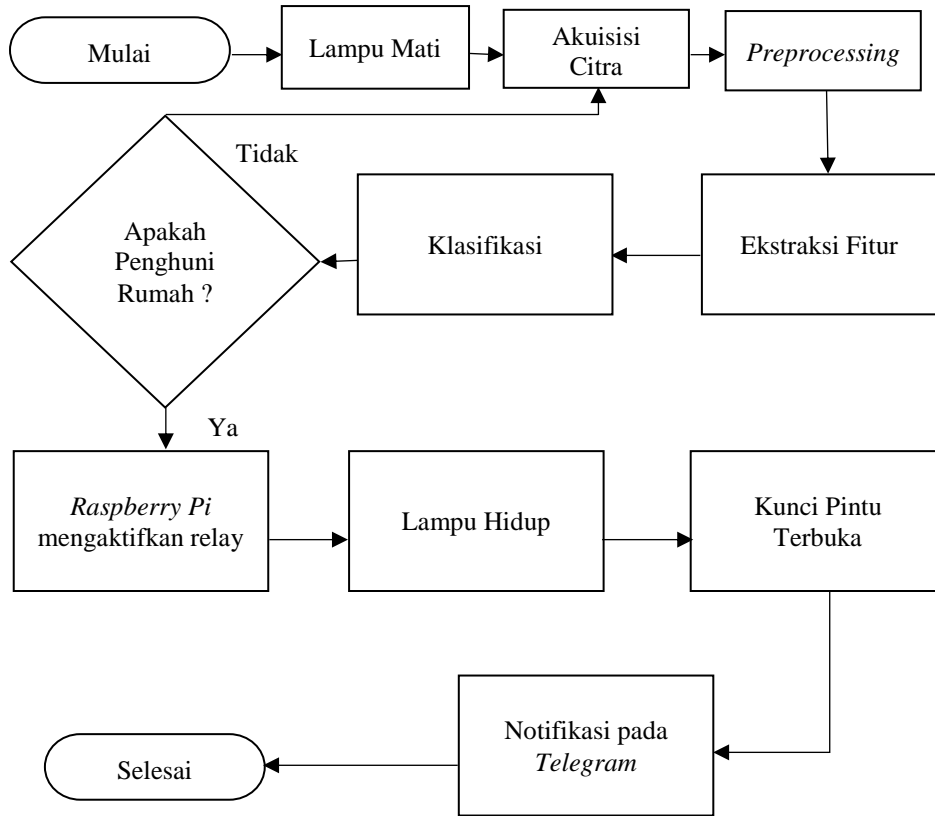 Mulai
Lampu Mati
Akuisisi
Citra
Preprocessing
Tidak
Apakah
Penghuni
Rumah ?
Klasifikasi
Ekstraksi Fitur
Ya
Raspberry Pi
mengaktifkan relay
Lampu Hidup
Kunci Pintu
Terbuka
Notifikasi pada
Telegram
Selesai